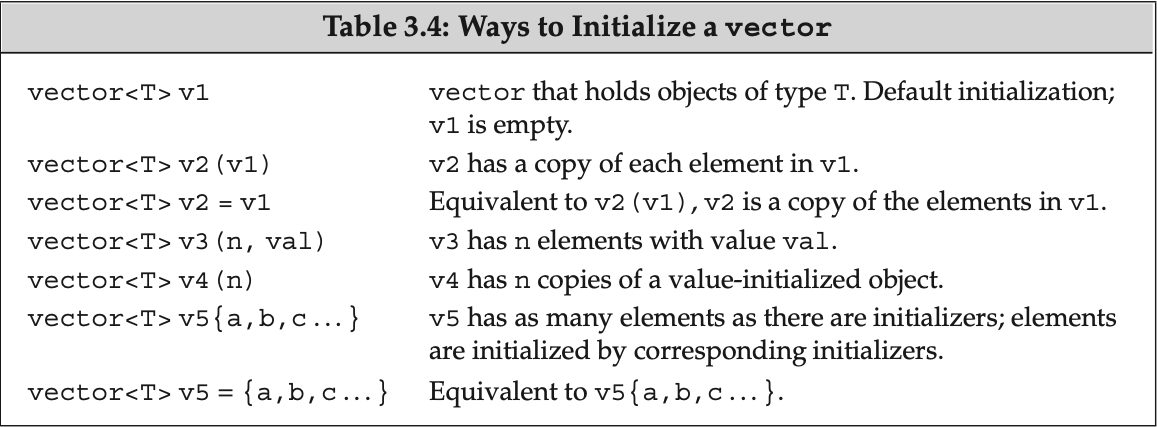 Table 3.4: Ways to Initialize a vector
vector<T> v1 vector that holds objects of type T. Default initialization;
v1 is empty.
vector<T> v2(v1) v2 has a copy of each element in v1.
vector<T> v2 = v1 Equivalent to v2(v1), v2 is a copy of the elements in v1.
vector<T> v3(n, val) v3 has n elements with value val.
vector<T> v4(n) v4 has n copies of a value-initialized object.
vector<T> v5{a,b,c...} v5 has as many elements as there are initializers; elements
are initialized by corresponding initializers.
vector<T> v5 = {a,b,c...} Equivalent to v5{a,b,c...}.